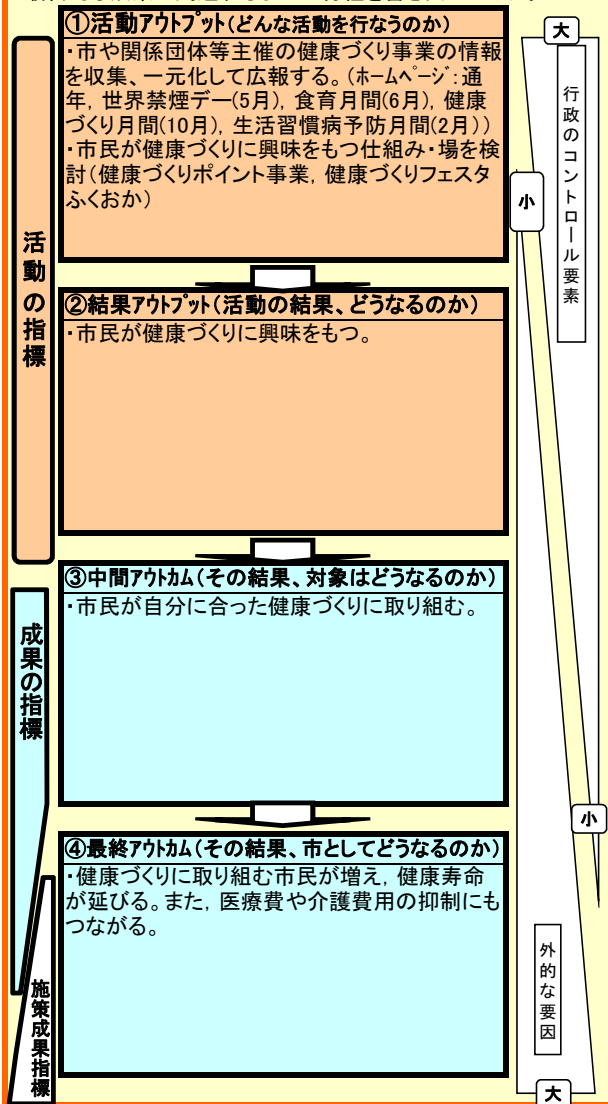 ①活動アウトプット(どんな活動を行なうのか)
・市や関係団体等主催の健康づくり事業の情報
を収集、一元化して広報する。(ホームページ:通
年, 世界禁煙デー(5月), 食育月間(6月), 健康
づくり月間(10月), 生活習慣病予防月間(2月))
・市民が健康づくりに興味をもつ仕組み・場を検
討(健康づくりポイント事業, 健康づくりフェスタ
ふくおか)
②結果アウトプット(活動の結果、どうなるのか)
・市民が健康づくりに興味をもつ。
活動の指標
③中間アウトカム(その結果、対象はどうなるのか)
・市民が自分に合った健康づくりに取り組む。
成果の指標
④最終アウトカム(その結果、市としてどうなるのか)
・健康づくりに取り組む市民が増え, 健康寿命
が延びる。また, 医療費や介護費用の抑制にも
つながる。
施策成果指標
大
行政のコントロール要素
小
小
外的な要因
大